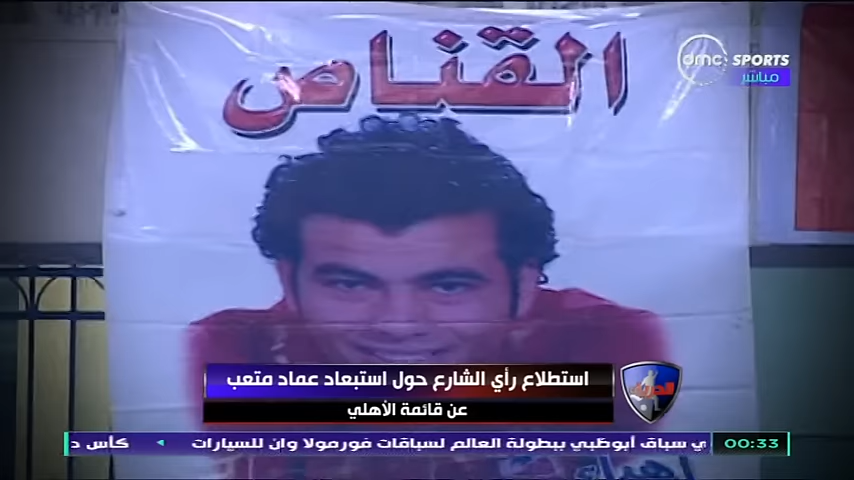 القناص
dmc SPORTS
مباشر
استطلاع رأي الشارع حول استبعاد عماد متعب
عن قائمة الأهلي
ي سباق أبوظبي ببطولة العالم لسباقات فورمولا وان للسيارات ◄ كأس د
00:33